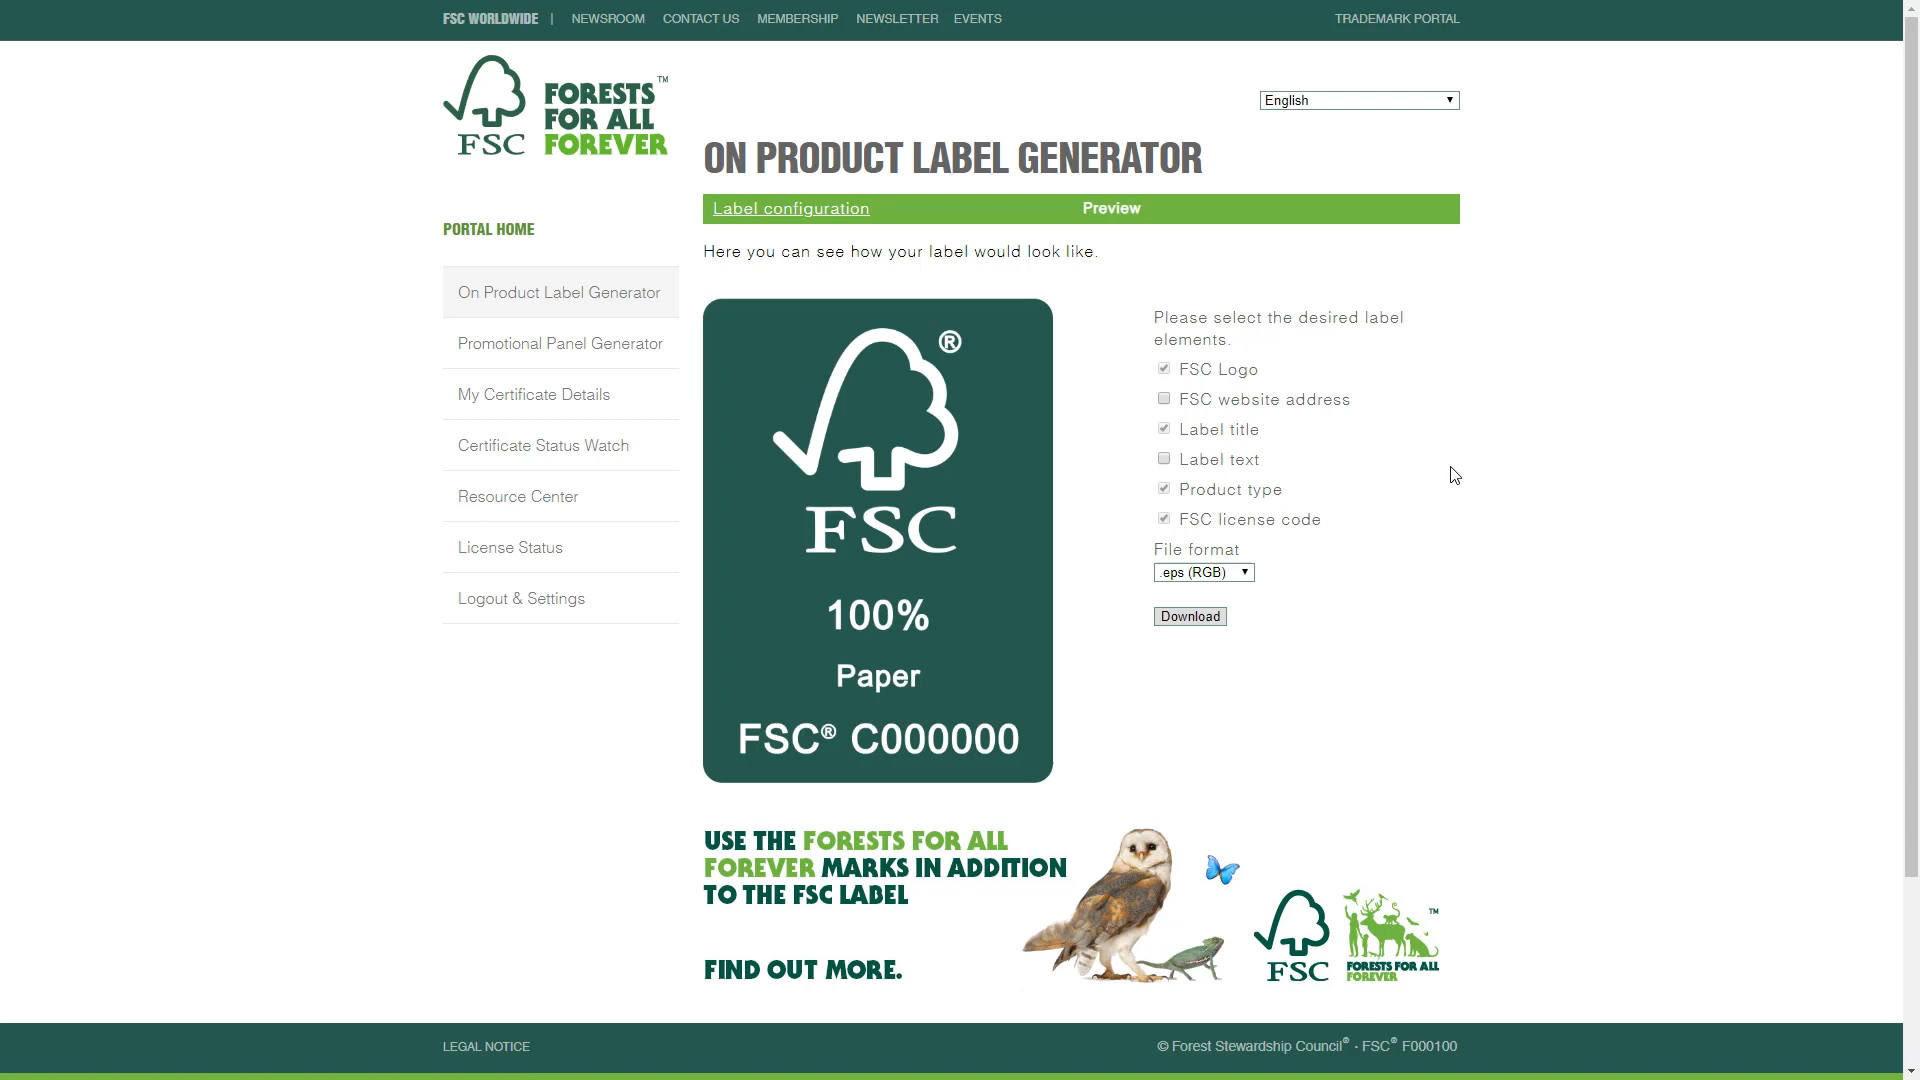 FSC WORLDWIDE | NEWSROOM CONTACT US MEMBERSHIP NEWSLETTER EVENTS TRADEMARK PORTAL
FSC
FORESTS™
FOR ALL
FOREVER
English
ON PRODUCT LABEL GENERATOR
Label configuration Preview
PORTAL HOME
Here you can see how your label would look like.
On Product Label Generator
Promotional Panel Generator
My Certificate Details
Certificate Status Watch
Resource Center
License Status
Logout & Settings
®
FSC
100%
Paper
FSC® C000000
Please select the desired label
elements.
FSC Logo
FSC website address
Label title
Label text
Product type
FSC license code
File format
.eps (RGB)
Download
USE THE FORESTS FOR ALL
FOREVER MARKS IN ADDITION
TO THE FSC LABEL
FIND OUT MORE.
FSC
™
FORESTS FOR ALL
FOREVER
LEGAL NOTICE © Forest Stewardship Council® · FSC® F000100